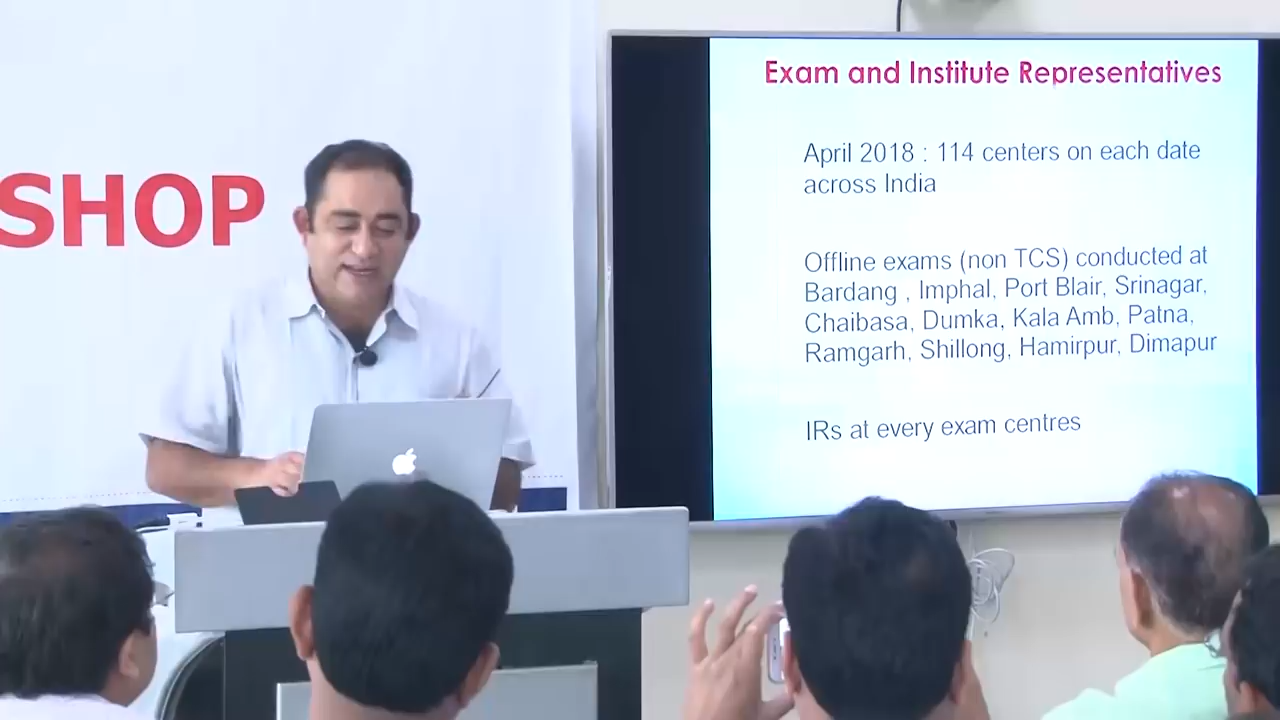 SHOP
Exam and Institute Representatives
April 2018 : 114 centers on each date
across India
Offline exams (non TCS) conducted at
Bardang , Imphal, Port Blair, Srinagar,
Chaibasa, Dumka, Kala Amb, Patna,
Ramgarh, Shillong, Hamirpur, Dimapur
IRs at every exam centres